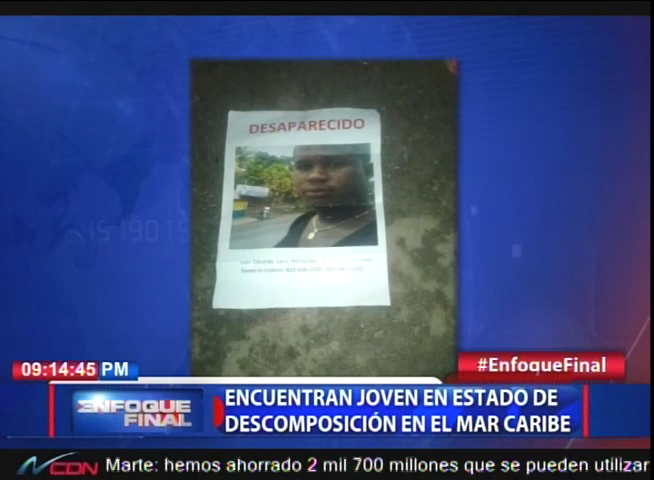 DESAPARECIDO
09:14:45 PM
#EnfoqueFinal
ENFOQUE
FINAL
ENCUENTRAN JOVEN EN ESTADO DE
DESCOMPOSICIÓN EN EL MAR CARIBE
CDN
Marte: hemos ahorrado 2 mil 700 millones que se pueden utilizar